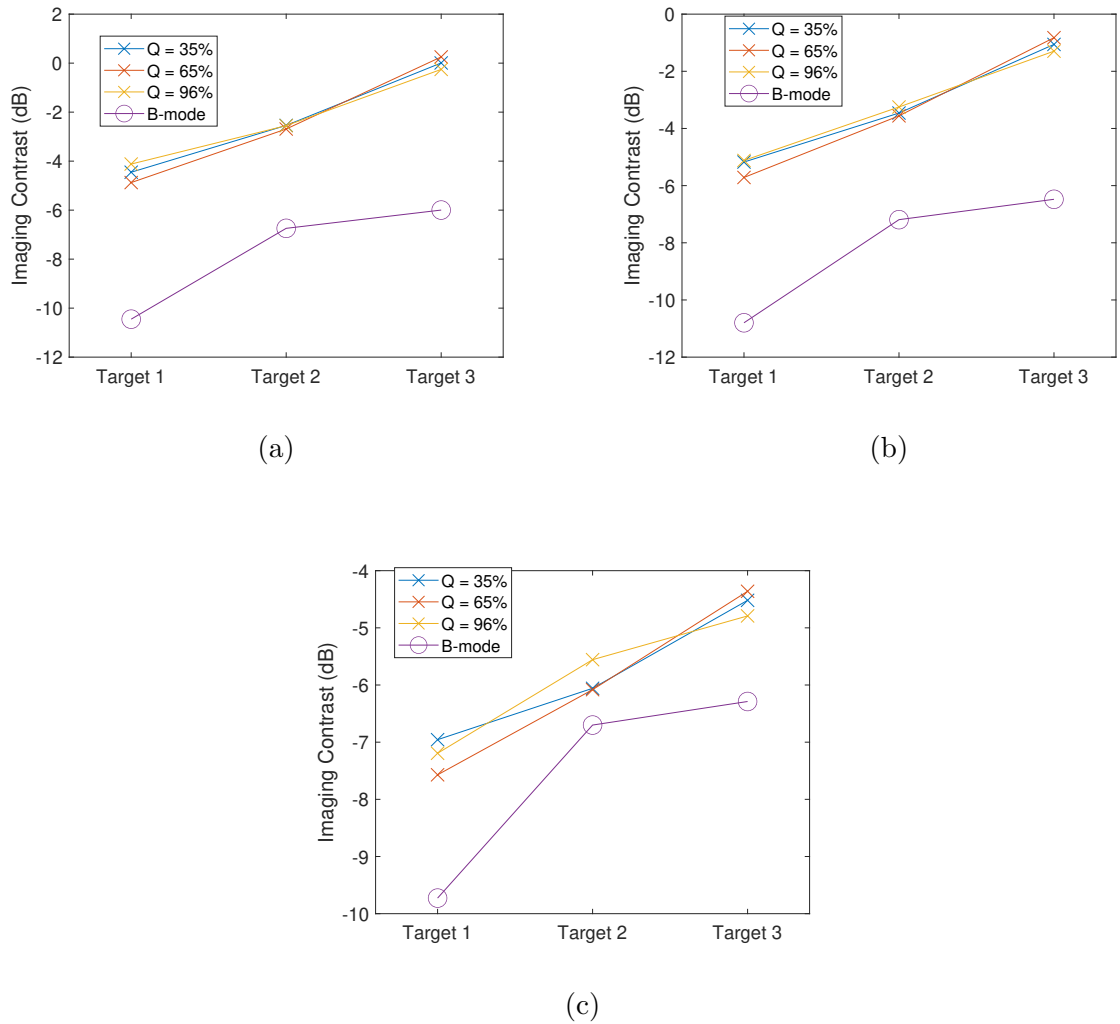 2
0
-2
-4
-6
-8
-10
-12
Imaging Contrast (dB)
Q = 35%
Q = 65%
Q = 96%
B-mode
Target 1 Target 2 Target 3
(a)
0
-2
-4
-6
-8
-10
-12
Imaging Contrast (dB)
Q = 35%
Q = 65%
Q = 96%
B-mode
Target 1 Target 2 Target 3
(b)
-4
-5
-6
-7
-8
-9
-10
Imaging Contrast (dB)
Q = 35%
Q = 65%
Q = 96%
B-mode
Target 1 Target 2 Target 3
(c)